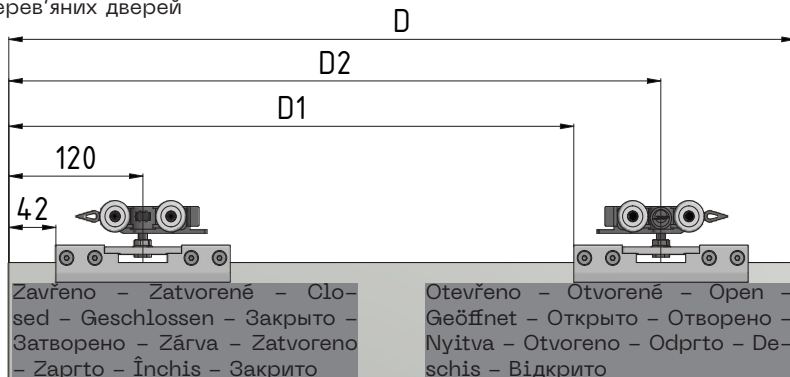 ерев’яних дверей
D
D2
D1
120
42
Zavřeno – Zatvorené – Clo-
sed – Geschlossen – Закрыто –
Затворено – Zárva – Zatvoreno
– Zaprto – Închis – Закрито
Otevřeno – Otvorené – Open –
Geöffnet – Открыто – Отворено –
Nyitva – Otvoreno – Odprto – De-
schis – Відкрито